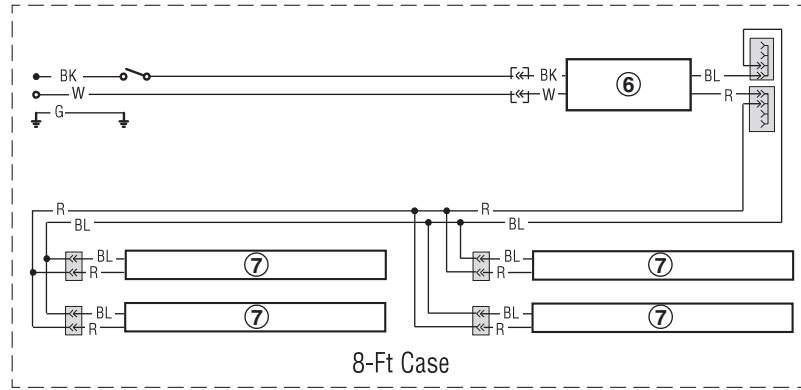 BK BK BL
⑥
W W R
G
R R
BL BL
BL ⑦ BL ⑦
R R
BL ⑦ BL ⑦
R R
8-Ft Case